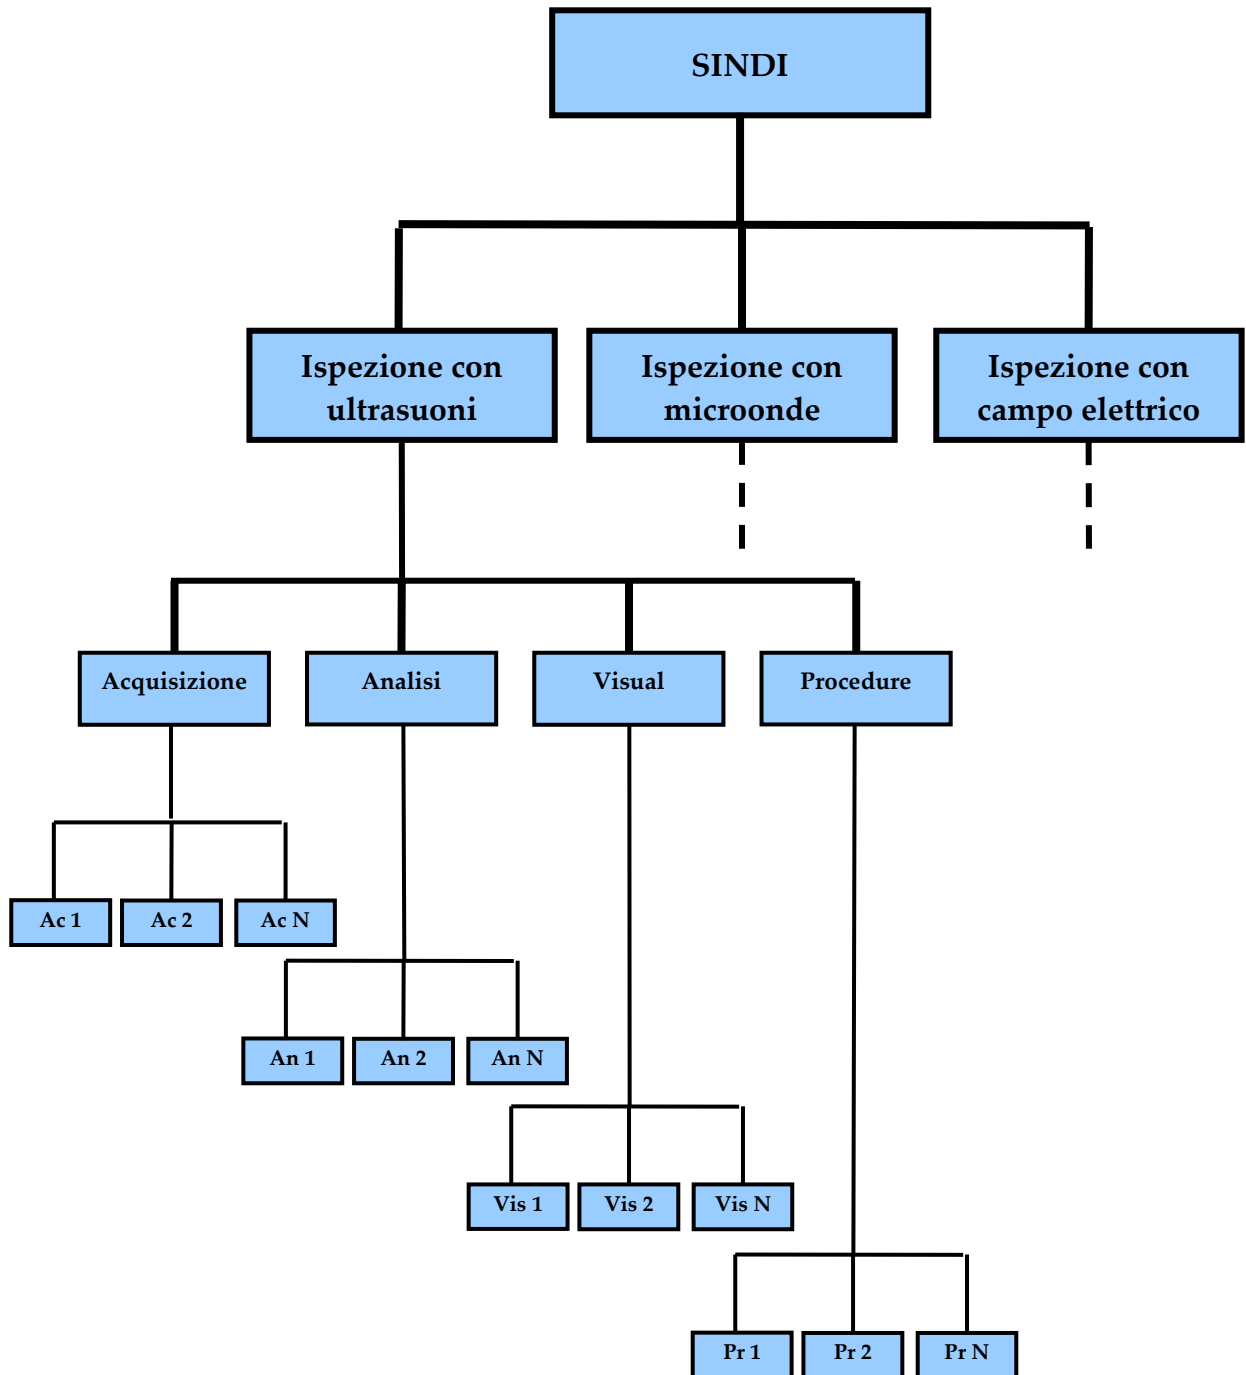 SINDI
Ispezione con
ultrasuoni
Ispezione con
microonde
Ispezione con
campo elettrico
Acquisizione
Analisi
Visual
Procedure
Ac 1
Ac 2
Ac N
An 1
An 2
An N
Vis 1
Vis 2
Vis N
Pr 1
Pr 2
Pr N